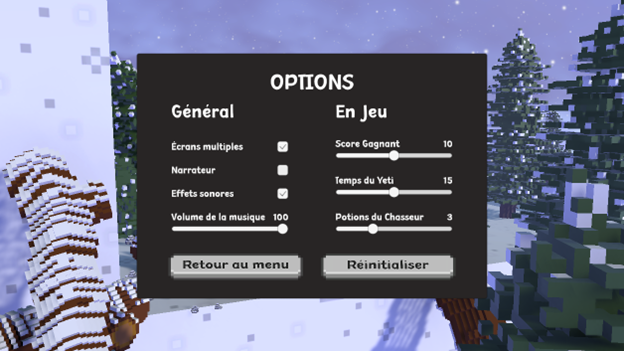 OPTIONS
Général
Écrans multiples
Narrateur
Effets sonores
Volume de la musique 100
Retour au menu
En Jeu
Score Gagnant 10
Temps du Yeti 15
Potions du Chasseur 3
Réinitialiser